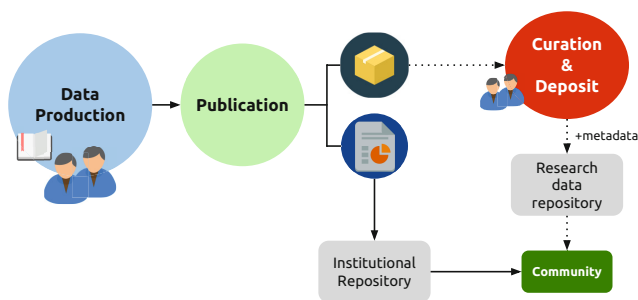 Data
Production
Publication
Curation
&
Deposit
+metadata
Research
data
repository
Institutional
Repository
Community